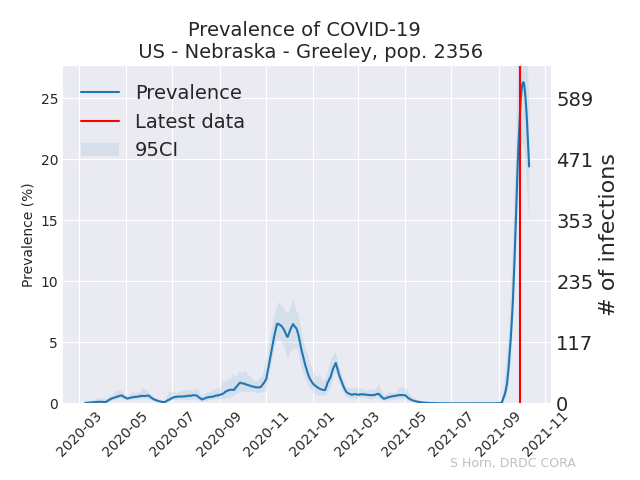 Prevalence of COVID-19
US - Nebraska - Greeley, pop. 2356
Prevalence
Latest data
95CI
Prevalence (%)
25
20
15
10
5
0
589
471
353
235
117
0
# of infections
2020-03
2020-05
2020-07
2020-09
2020-11
2021-01
2021-03
2021-05
2021-07
2021-09
2021-11
S Horn, DRDC CORA